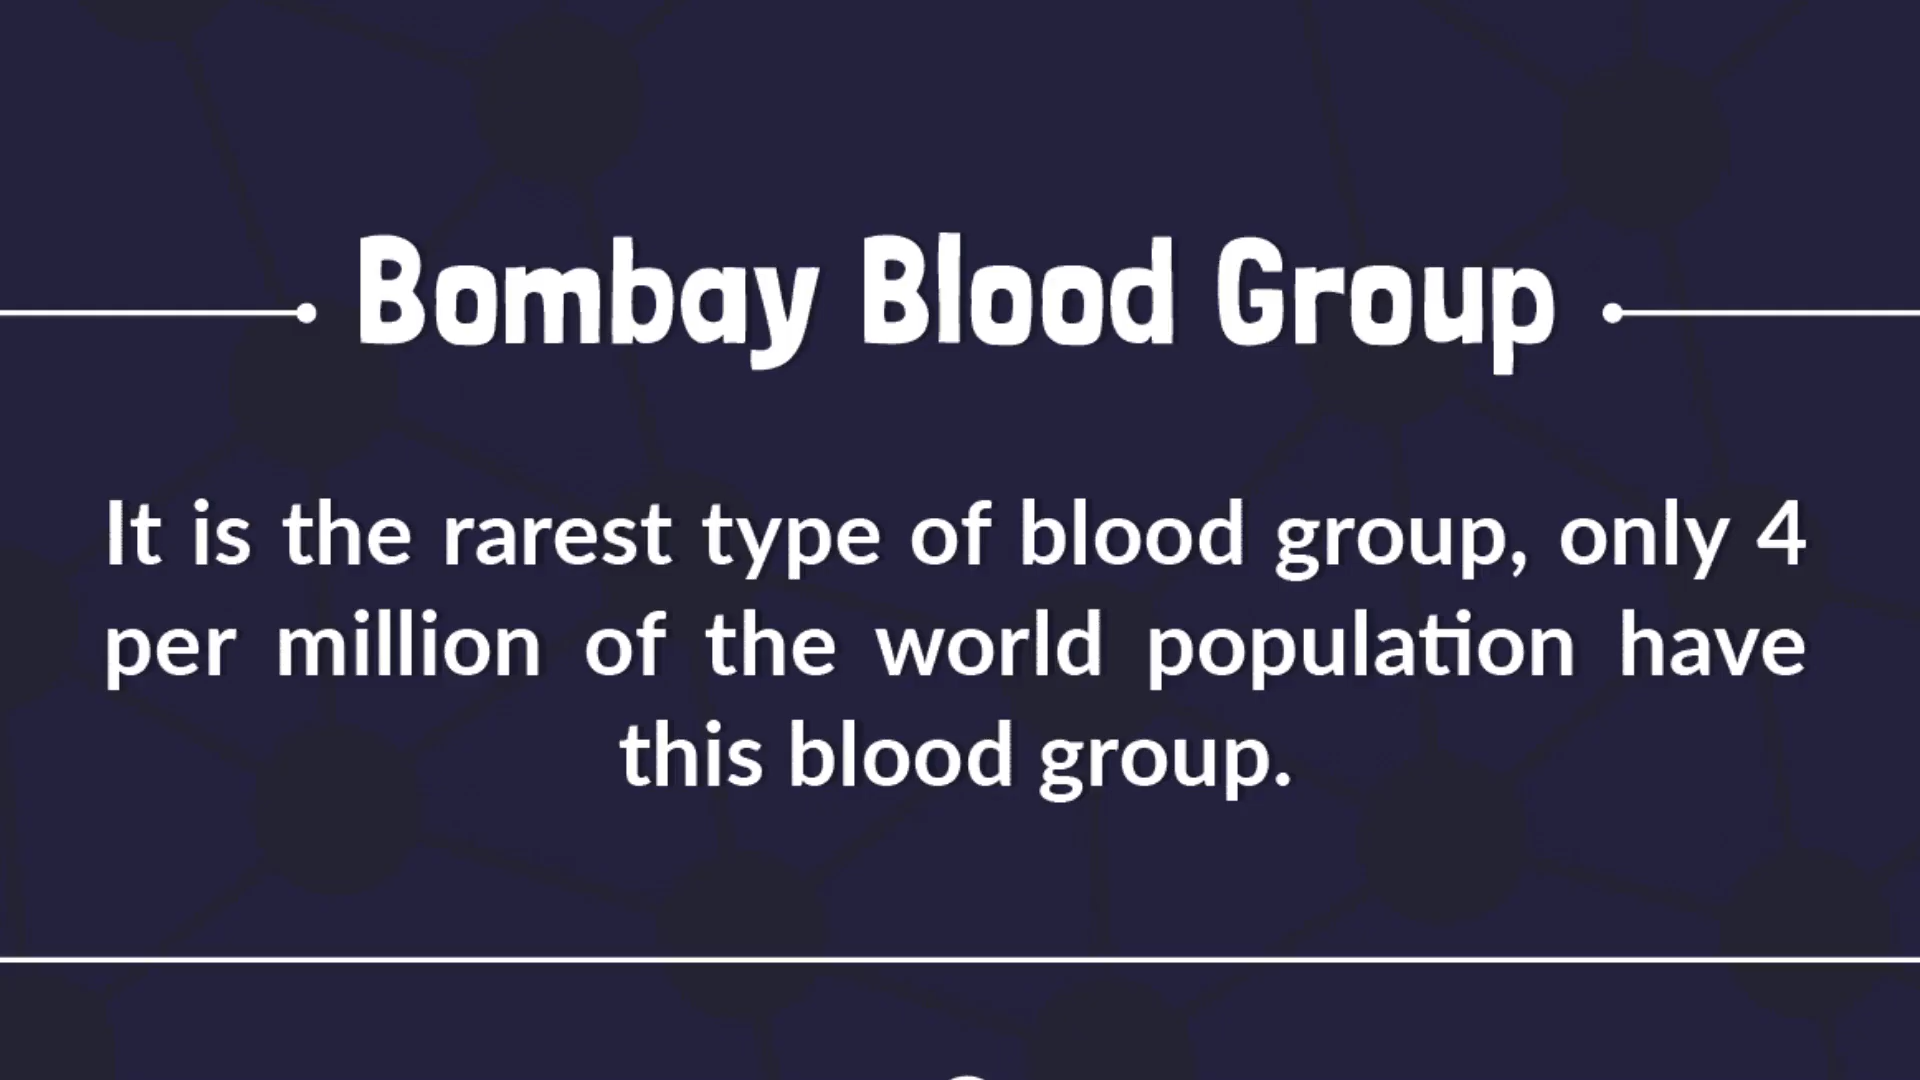 Bombay Blood Group
It is the rarest type of blood group, only 4
per million of the world population have
this blood group.